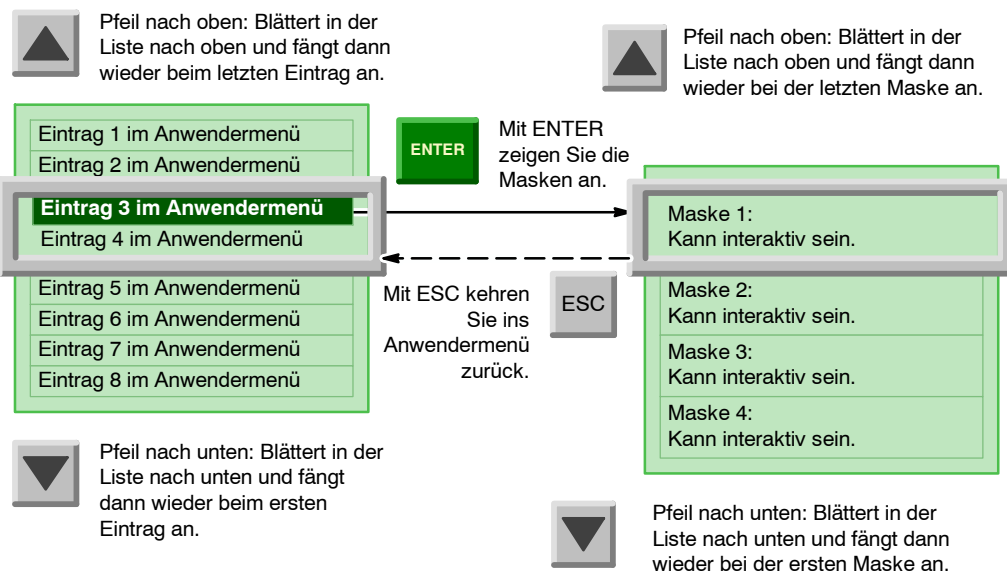 Pfeil nach oben: Blättert in der
Liste nach oben und fängt dann
wieder beim letzten Eintrag an.
Pfeil nach oben: Blättert in der
Liste nach oben und fängt dann
wieder bei der letzten Maske an.
Eintrag 1 im Anwendermenü
Eintrag 2 im Anwendermenü
Eintrag 3 im Anwendermenü
Eintrag 4 im Anwendermenü
Eintrag 5 im Anwendermenü
Eintrag 6 im Anwendermenü
Eintrag 7 im Anwendermenü
Eintrag 8 im Anwendermenü
ENTER
Mit ENTER
zeigen Sie die
Masken an.
Mit ESC kehren
Sie ins
Anwendermenü
zurück.
ESC
Maske 1:
Kann interaktiv sein.
Maske 2:
Kann interaktiv sein.
Maske 3:
Kann interaktiv sein.
Maske 4:
Kann interaktiv sein.
Pfeil nach unten: Blättert in der
Liste nach unten und fängt
dann wieder beim ersten
Eintrag an.
Pfeil nach unten: Blättert in der
Liste nach unten und fängt dann
wieder bei der ersten Maske an.